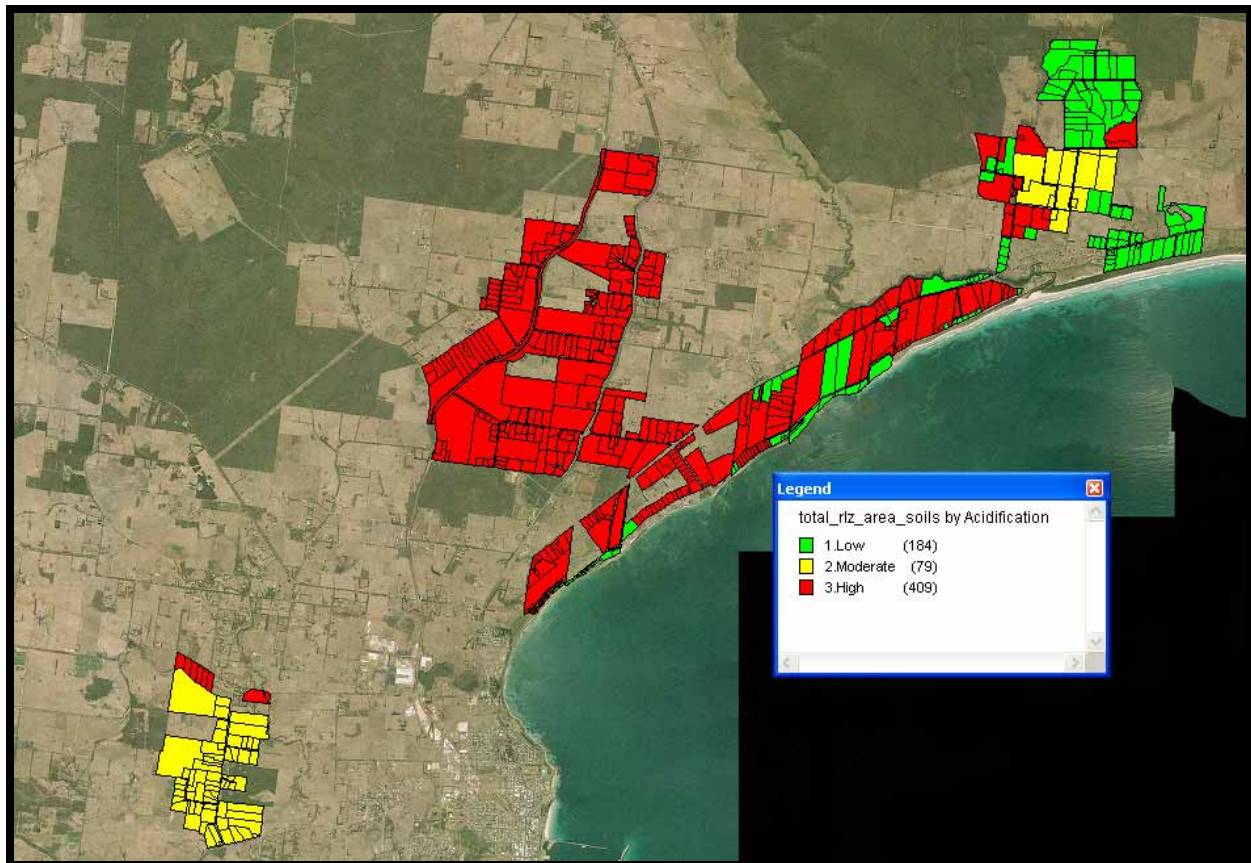 Legend
total_rlz_area_soils by Acidification
1.Low (184)
2.Moderate (79)
3.High (409)